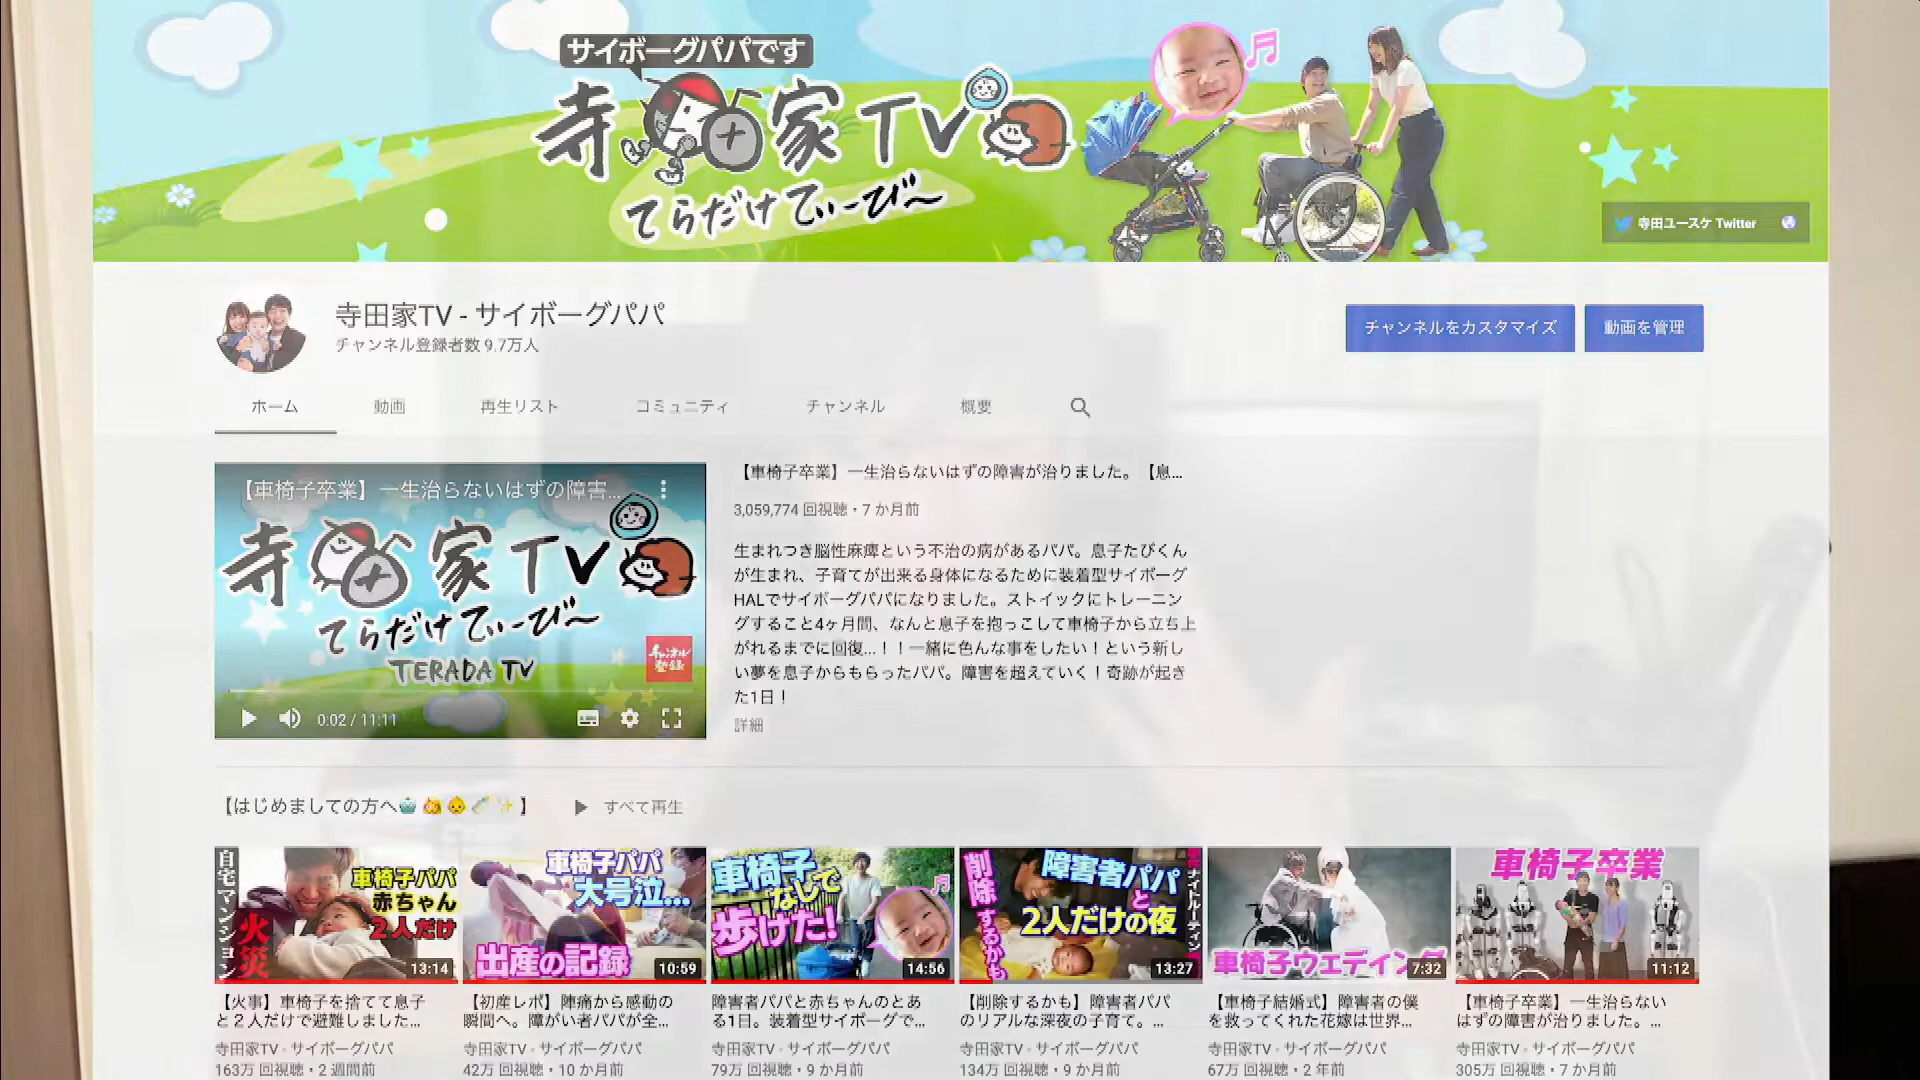 サイボーグパパです
寺田家TV
てらだけてぃーび〜
寺田ユースケ Twitter
寺田家TV - サイボーグパパ
チャンネル登録者数 9.7万人
チャンネルをカスタマイズ
動画を管理
ホーム 動画 再生リスト コミュニティ チャンネル 概要
【車椅子卒業】一生治らないはずの障害...
寺田家TV
てらだけてぃーび〜
TERADA TV
チャンネル
登録
0:02 / 11:11
【車椅子卒業】一生治らないはずの障害が治りました。【息...
3,059,774 回視聴・7 か月前
生まれつき脳性麻痺という不治の病があるパパ。息子たびくん
が生まれ、子育てが出来る身体になるために装着型サイボーグ
HALでサイボーグパパになりました。ストイックにトレーニン
グすること4ヶ月間、なんと息子を抱っこして車椅子から立ち上
がれるまでに回復...！！一緒に色んな事をしたい！という新し
い夢を息子からもらったパパ。障害を超えていく！奇跡が起き
た1日！
詳細
【はじめましての方へ🤖👸👶🍼✨】
すべて再生
自宅マンション
火災
車椅子パパ
赤ちゃん
2人だけ
13:14
【火事】車椅子を捨てて息子
と２人だけで避難しました...
寺田家TV - サイボーグパパ
163万 回視聴・2 週間前
車椅子パパ
大号泣...
出産の記録
10:59
【初産レポ】陣痛から感動の
瞬間へ。障がい者パパが全...
寺田家TV - サイボーグパパ
42万 回視聴・10 か月前
車椅子
なしで
歩けた!
14:56
障害者パパと赤ちゃんのとあ
る1日。装着型サイボーグで...
寺田家TV - サイボーグパパ
79万 回視聴・9 か月前
削除するかも
障害者パパ
と
2人だけの夜
ナイトルーティン
13:27
【削除するかも】障害者パパ
のリアルな深夜の子育て。...
寺田家TV - サイボーグパパ
134万 回視聴・9 か月前
車椅子ウェディング
7:32
【車椅子結婚式】障害者の僕
を救ってくれた花嫁は世界...
寺田家TV - サイボーグパパ
67万 回視聴・2 年前
車椅子卒業
11:12
【車椅子卒業】一生治らない
はずの障害が治りました。...
寺田家TV - サイボーグパパ
305万 回視聴・7 か月前